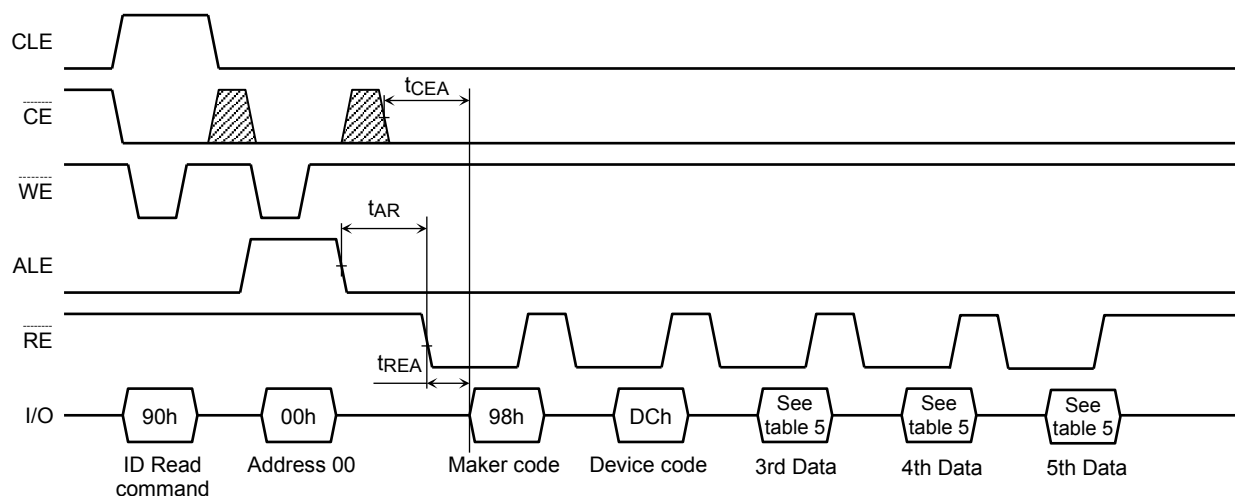 CLE
tCEA
CE
WE
tAR
ALE
RE
tREA
I/O
90h
00h
98h
DCh
See
table 5
See
table 5
See
table 5
ID Read
command
Address 00
Maker code
Device code
3rd Data
4th Data
5th Data